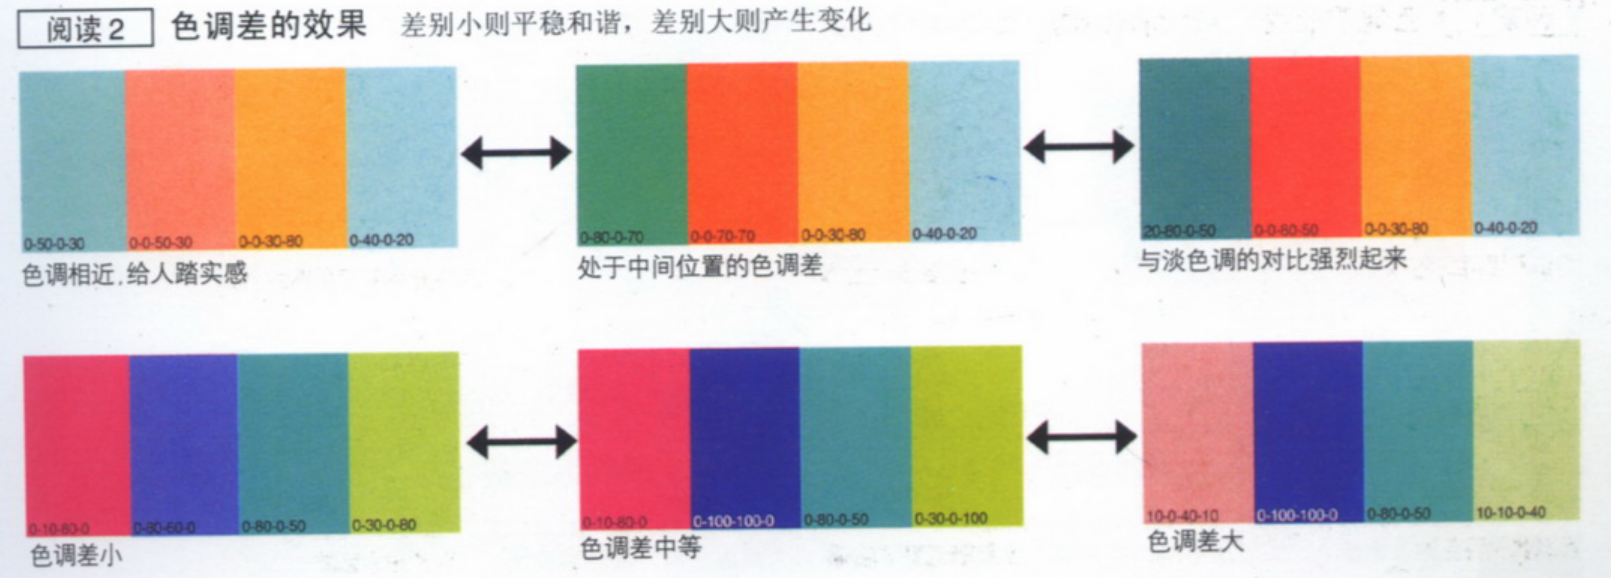 阅读2 色调差的效果 差别小则平稳和谐，差别大则产生变化
0-50-0-30 0-0-50-30 0-0-30-80 0-40-0-20
0-80-0-70 0-0-70-70 0-0-30-80 0-40-0-20
20-80-0-50 0-0-80-50 0-0-30-80 0-40-0-20
色调相近,给人踏实感
处于中间位置的色调差
与淡色调的对比强烈起来
0-10-80-0 0-80-60-0 0-80-0-50 0-30-0-80
0-10-80-0 0-100-100-0 0-80-0-50 0-30-0-100
10-0-40-10 0-100-100-0 0-80-0-50 10-10-0-40
色调差小
色调差中等
色调差大